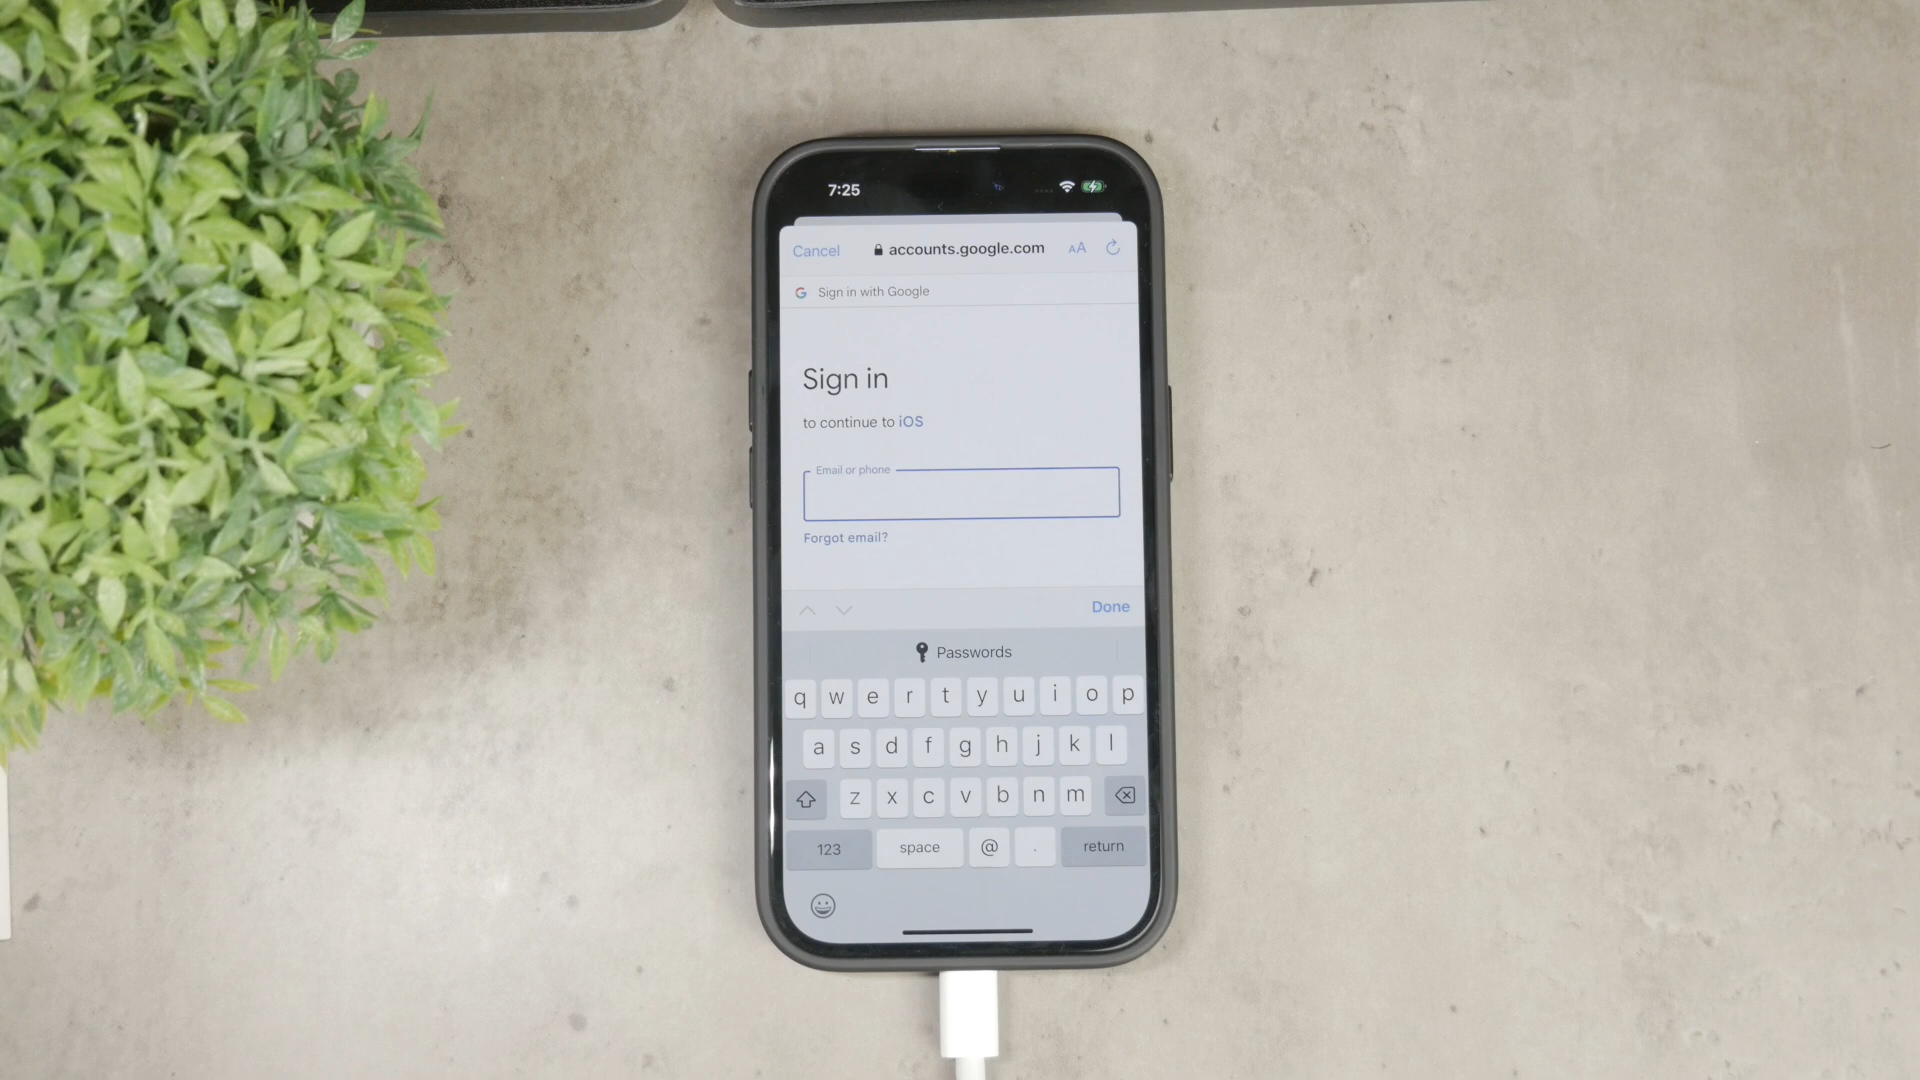 7:25
Cancel accounts.google.com AA
G Sign in with Google
Sign in
to continue to iOS
Email or phone
Forgot email?
Done
Passwords
q w e r t y u i o p
a s d f g h j k l
z x c v b n m
123 space @ . return